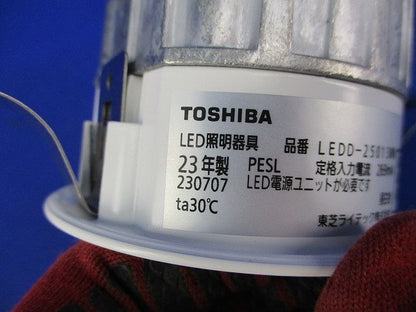 TOSHIBA
LED照明器具 品番 LEDD-25013
23年製 PESL 定格入力電流
230707 LED電源ユニットが必要です
ta30℃
東芝ライテック